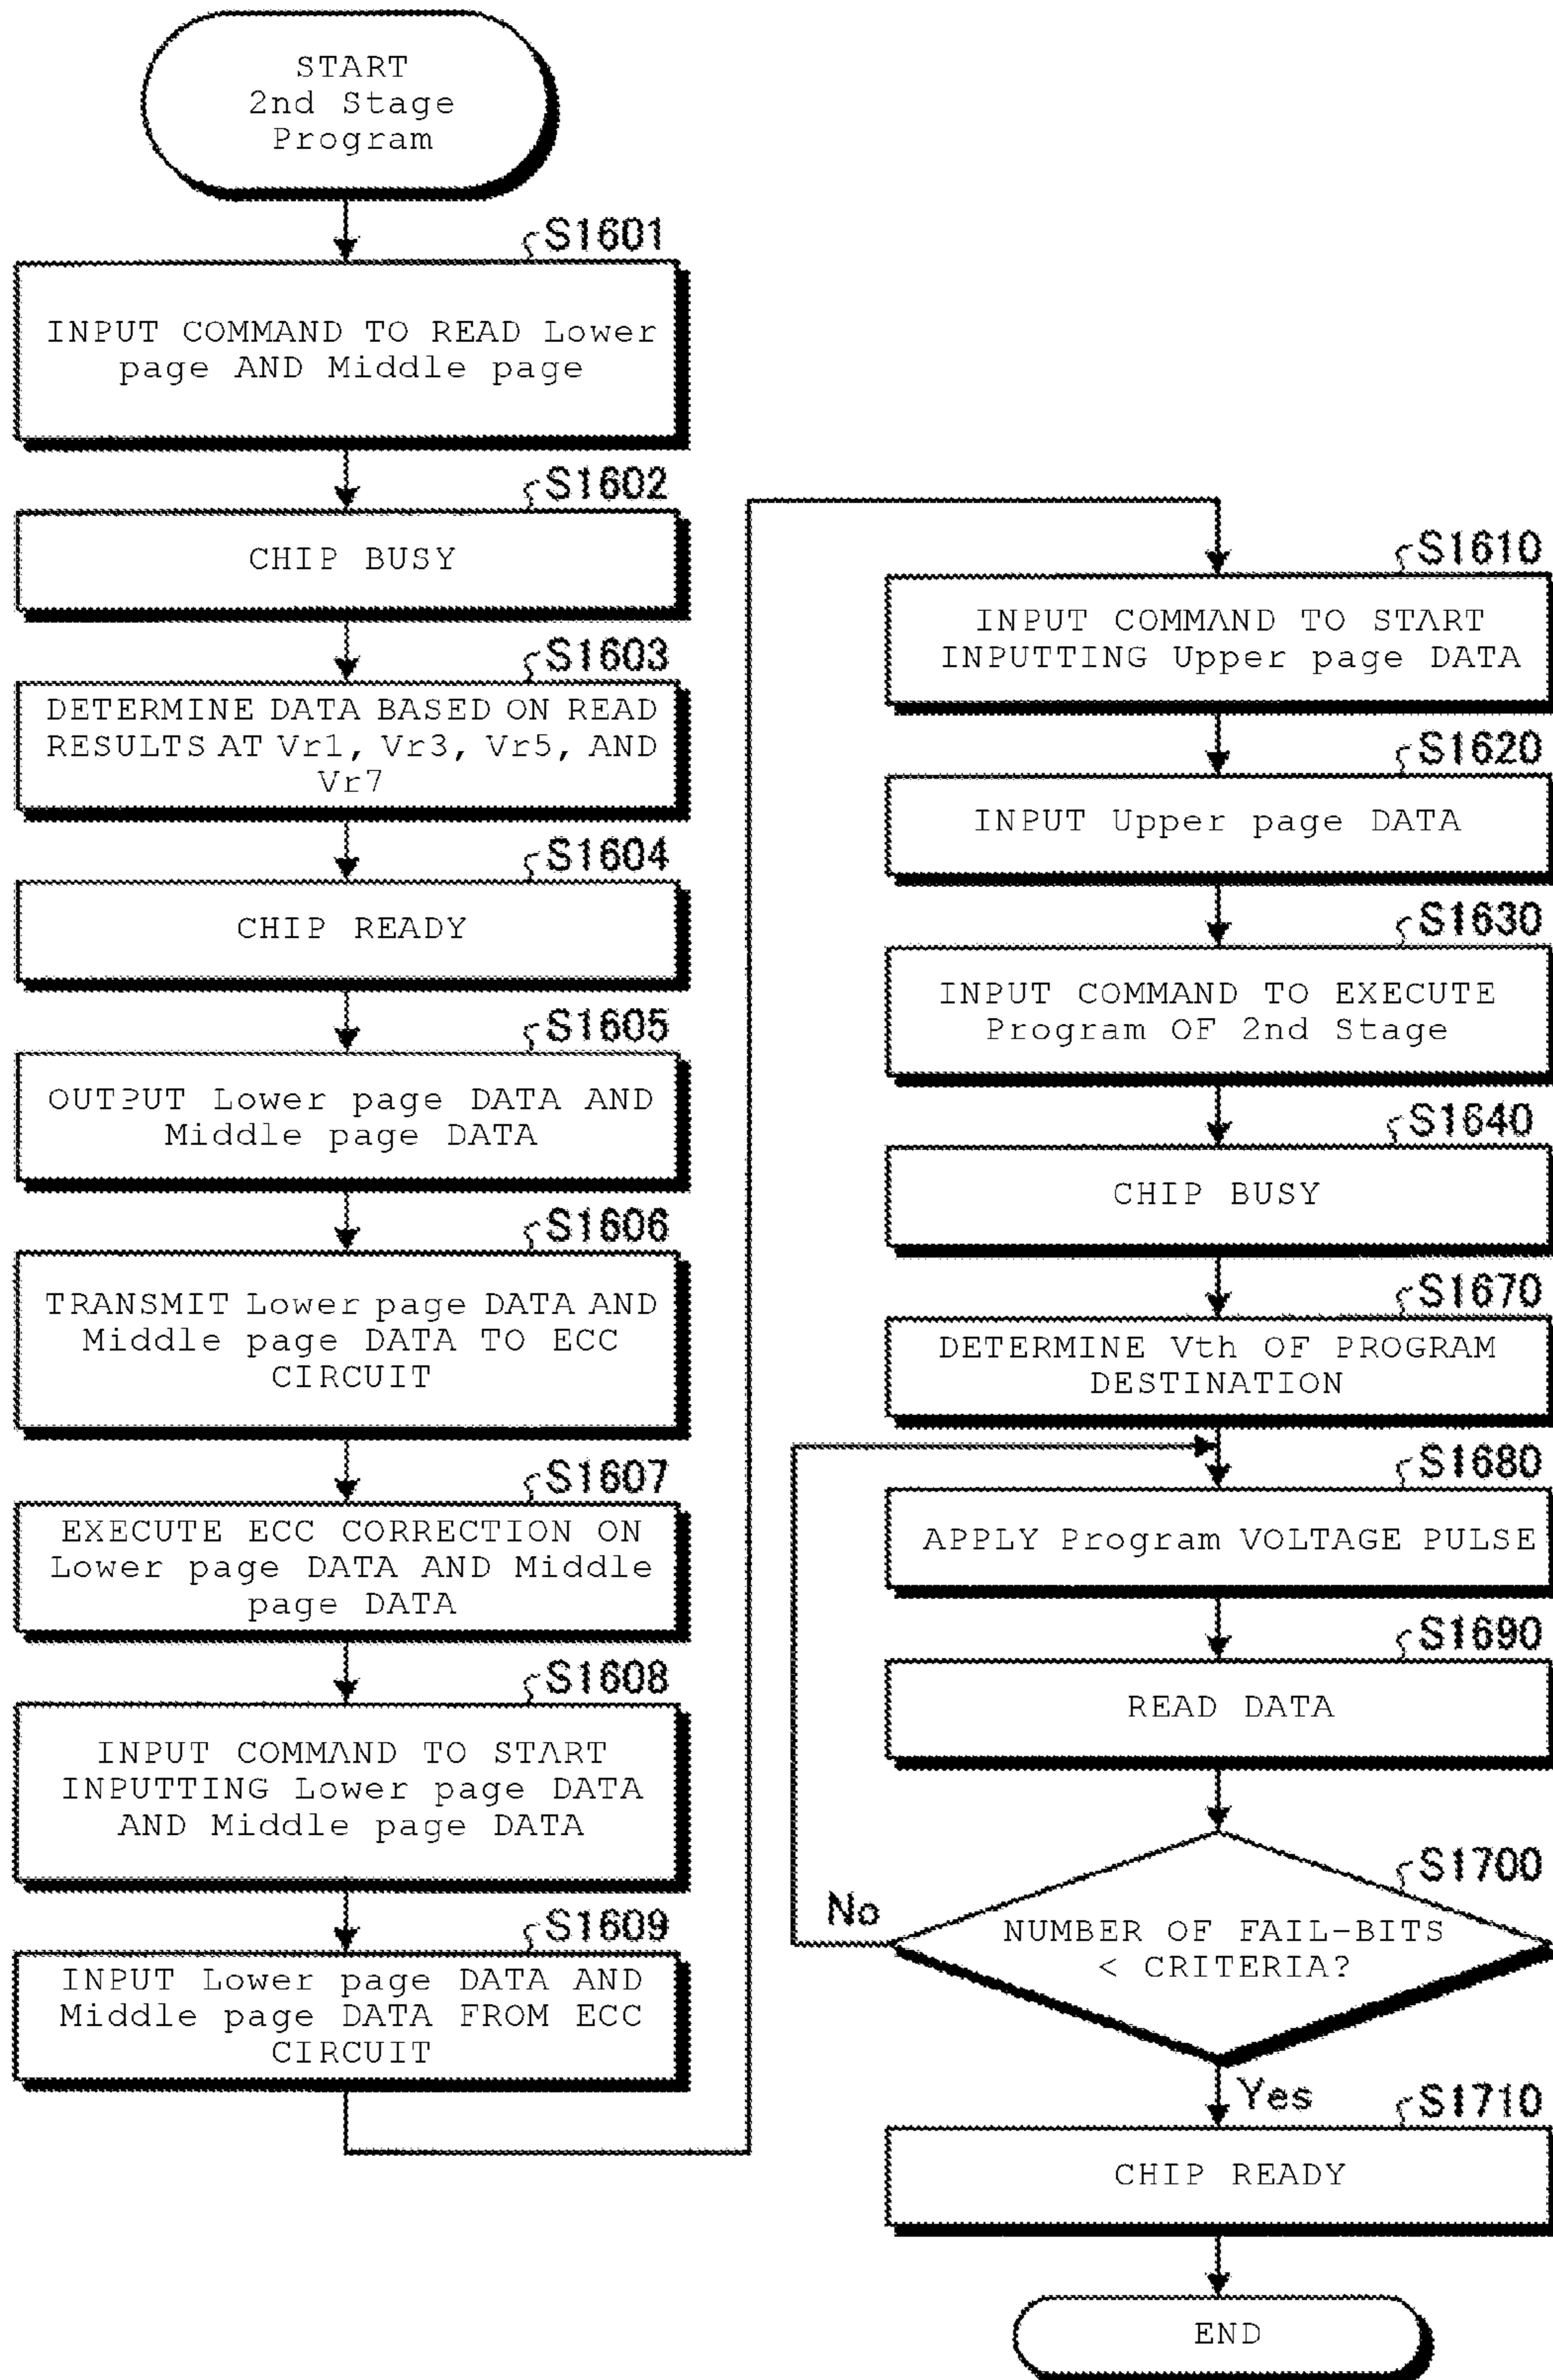 START
2nd Stage
Program
S1601
INPUT COMMAND TO READ Lower
page AND Middle page
S1602
CHIP BUSY
S1603
DETERMINE DATA BASED ON READ
RESULTS AT Vr1, Vr3, Vr5, AND
Vr7
S1604
CHIP READY
S1605
OUTPUT Lower page DATA AND
Middle page DATA
S1606
TRANSMIT Lower page DATA AND
Middle page DATA TO ECC
CIRCUIT
S1607
EXECUTE ECC CORRECTION ON
Lower page DATA AND Middle
page DATA
S1608
INPUT COMMAND TO START
INPUTTING Lower page DATA
AND Middle page DATA
S1609
INPUT Lower page DATA AND
Middle page DATA FROM ECC
CIRCUIT
S1610
INPUT COMMAND TO START
INPUTTING Upper page DATA
S1620
INPUT Upper page DATA
S1630
INPUT COMMAND TO EXECUTE
Program OF 2nd Stage
S1640
CHIP BUSY
S1670
DETERMINE Vth OF PROGRAM
DESTINATION
S1680
APPLY Program VOLTAGE PULSE
S1690
READ DATA
S1700
NUMBER OF FAIL-BITS
< CRITERIA?
No
Yes
S1710
CHIP READY
END